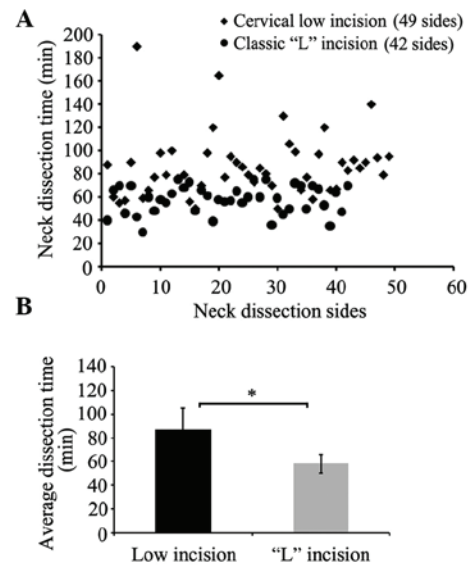 A
Cervical low incision (49 sides)
Classic “L” incision (42 sides)
Neck dissection time (min)
200
180
160
140
120
100
80
60
40
20
0
0 10 20 30 40 50 60
Neck dissection sides
B
Average dissection time
(min)
140
120
100
80
60
40
20
0
*
Low incision “L” incision